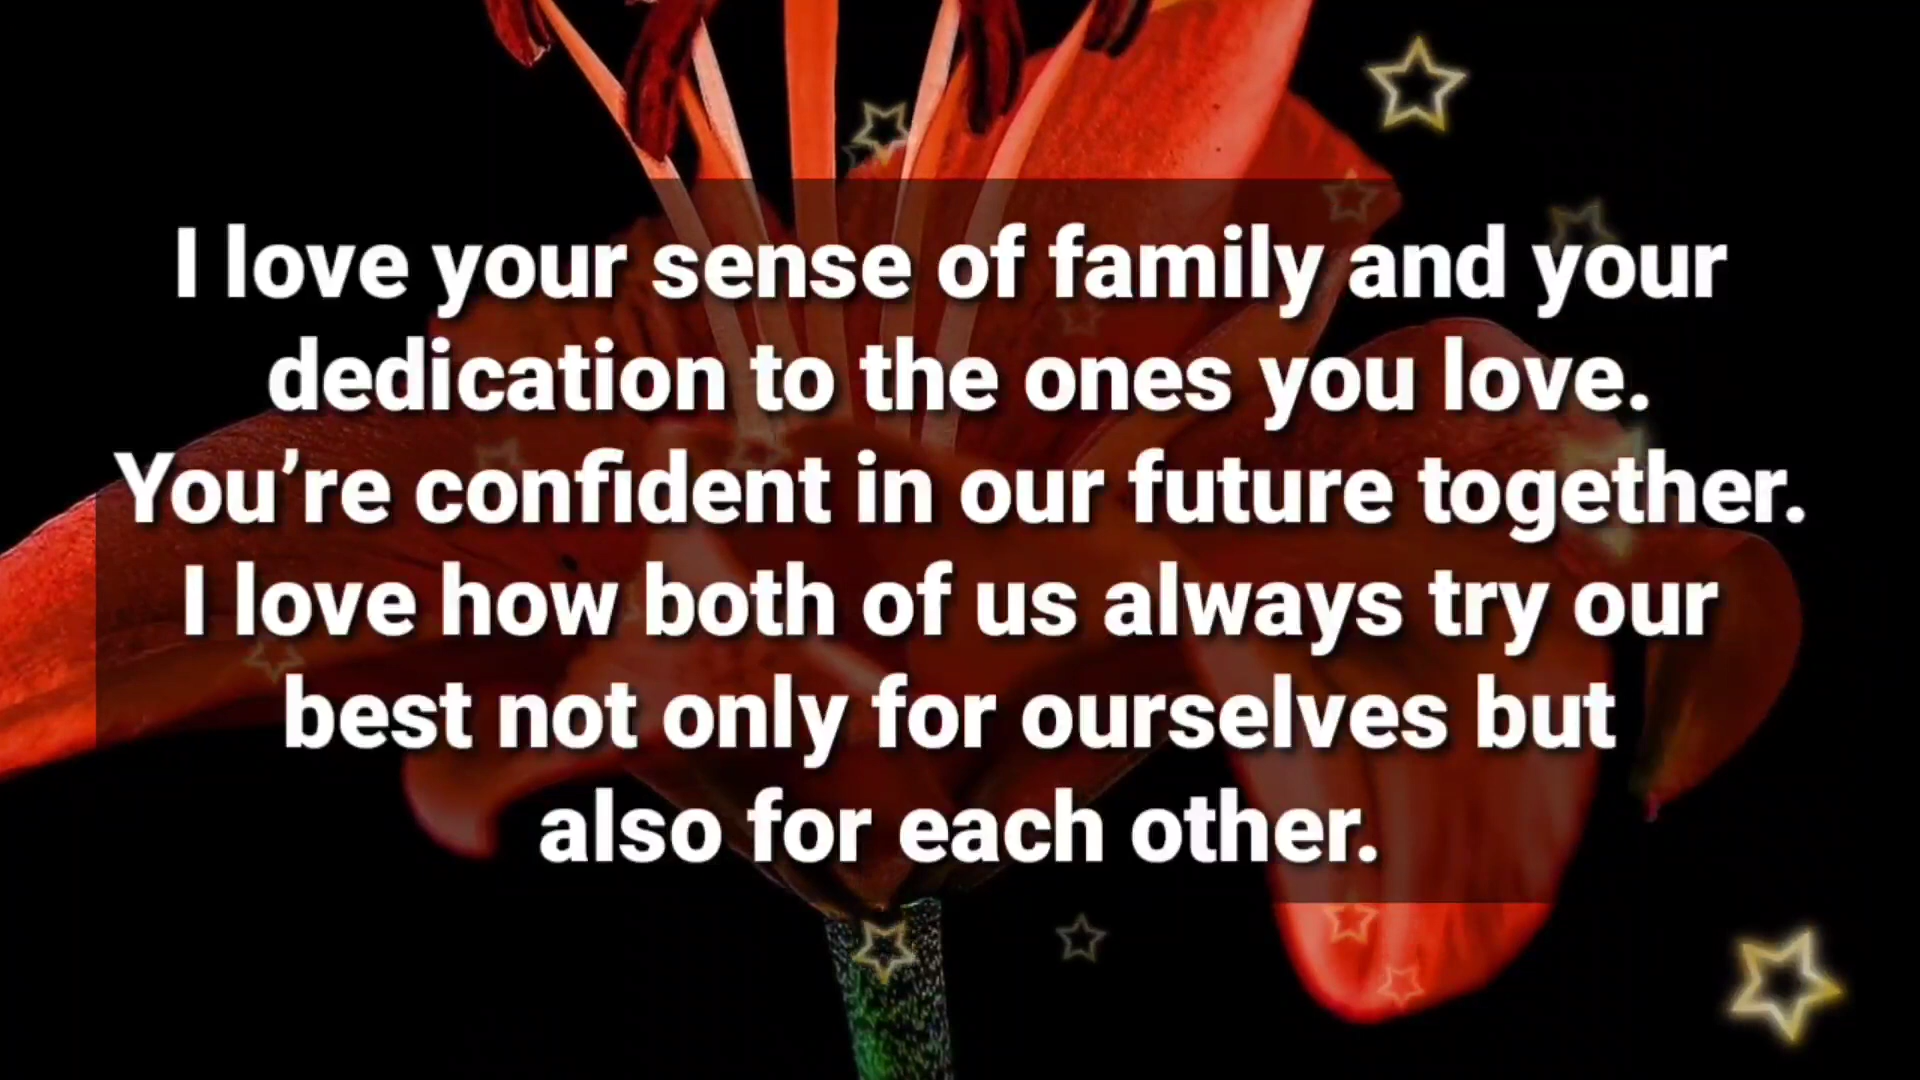 I love your sense of family and your
dedication to the ones you love.
You’re confident in our future together.
I love how both of us always try our
best not only for ourselves but
also for each other.